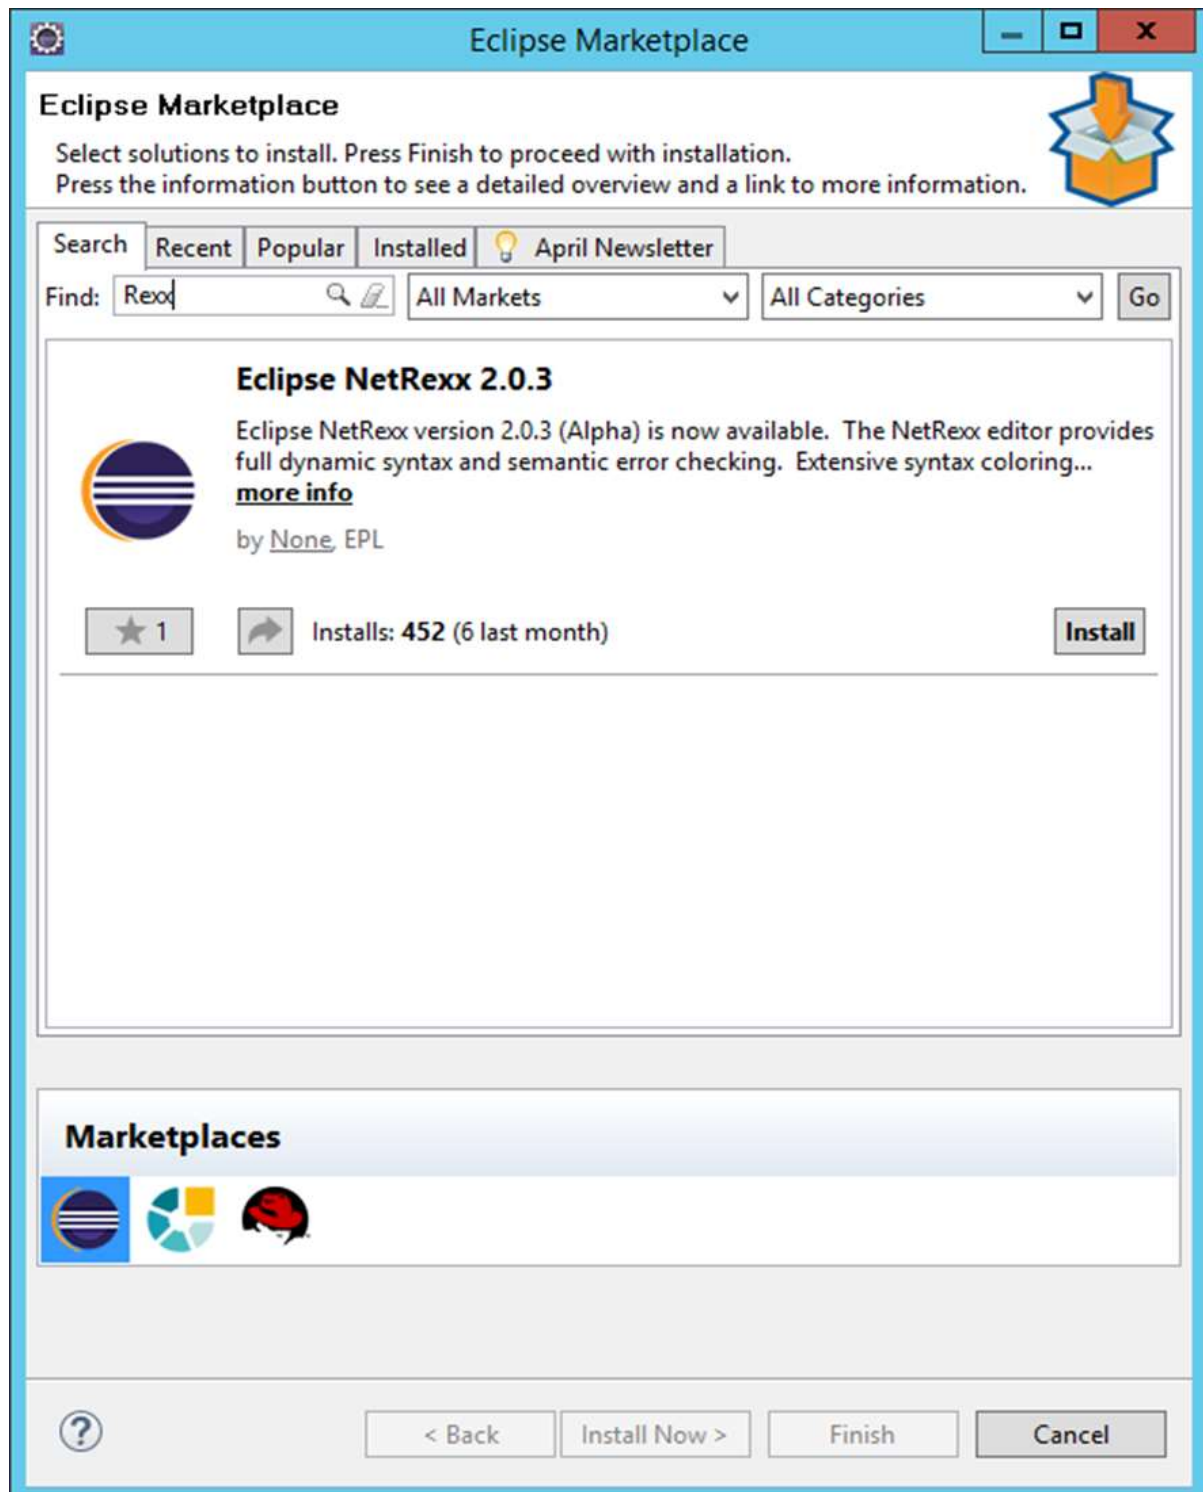 Eclipse Marketplace
Eclipse Marketplace
Select solutions to install. Press Finish to proceed with installation.
Press the information button to see a detailed overview and a link to more information.
Search Recent Popular Installed April Newsletter
Find: Rexx All Markets All Categories Go
Eclipse NetRexx 2.0.3
Eclipse NetRexx version 2.0.3 (Alpha) is now available. The NetRexx editor provides
full dynamic syntax and semantic error checking. Extensive syntax coloring...
more info
by None, EPL
1 Installs: 452 (6 last month) Install
Marketplaces
? < Back Install Now > Finish Cancel